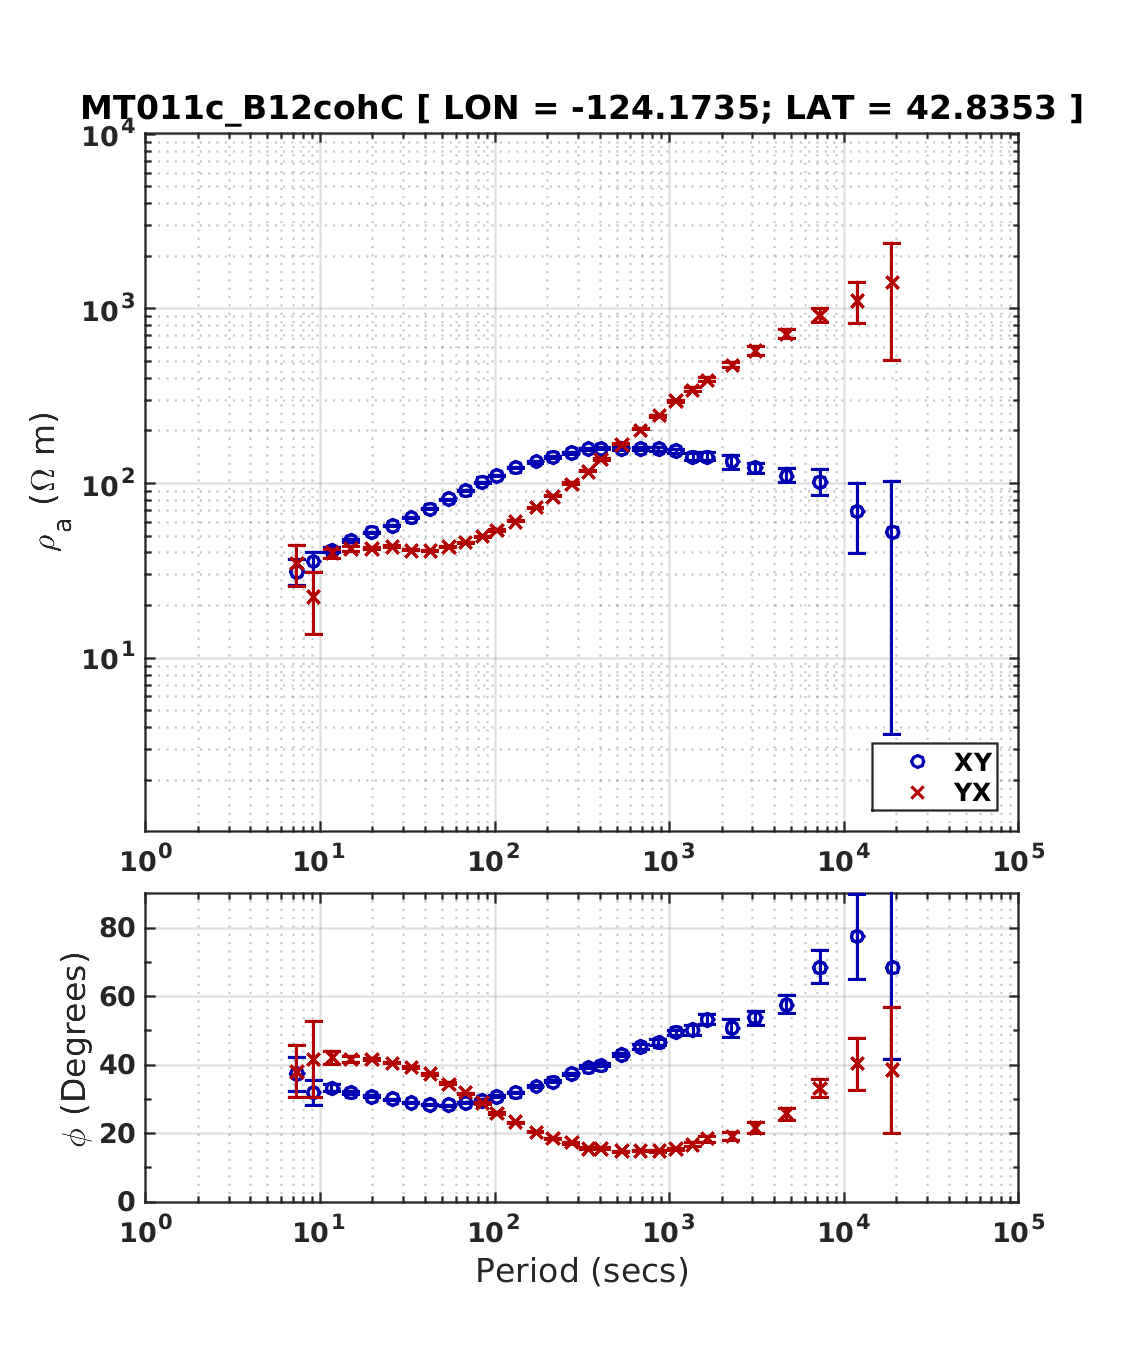 MT011c_B12cohC [ LON = -124.1735; LAT = 42.8353 ]
10^4
10^3
10^2
10^1
ρ_a (Ω m)
XY
YX
10^0 10^1 10^2 10^3 10^4 10^5
80
60
40
20
0
ϕ (Degrees)
10^0 10^1 10^2 10^3 10^4 10^5
Period (secs)